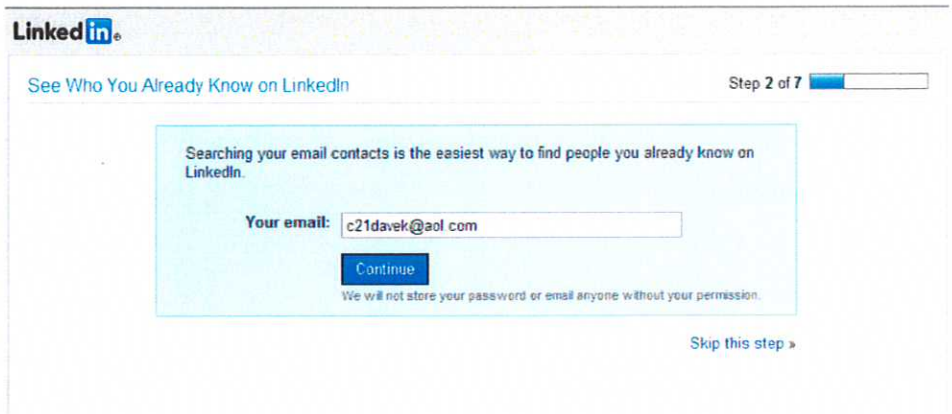 Linked in®
See Who You Already Know on LinkedIn
Step 2 of 7
Searching your email contacts is the easiest way to find people you already know on
LinkedIn.
Your email: c21davek@aol.com
Continue
We will not store your password or email anyone without your permission.
Skip this step »